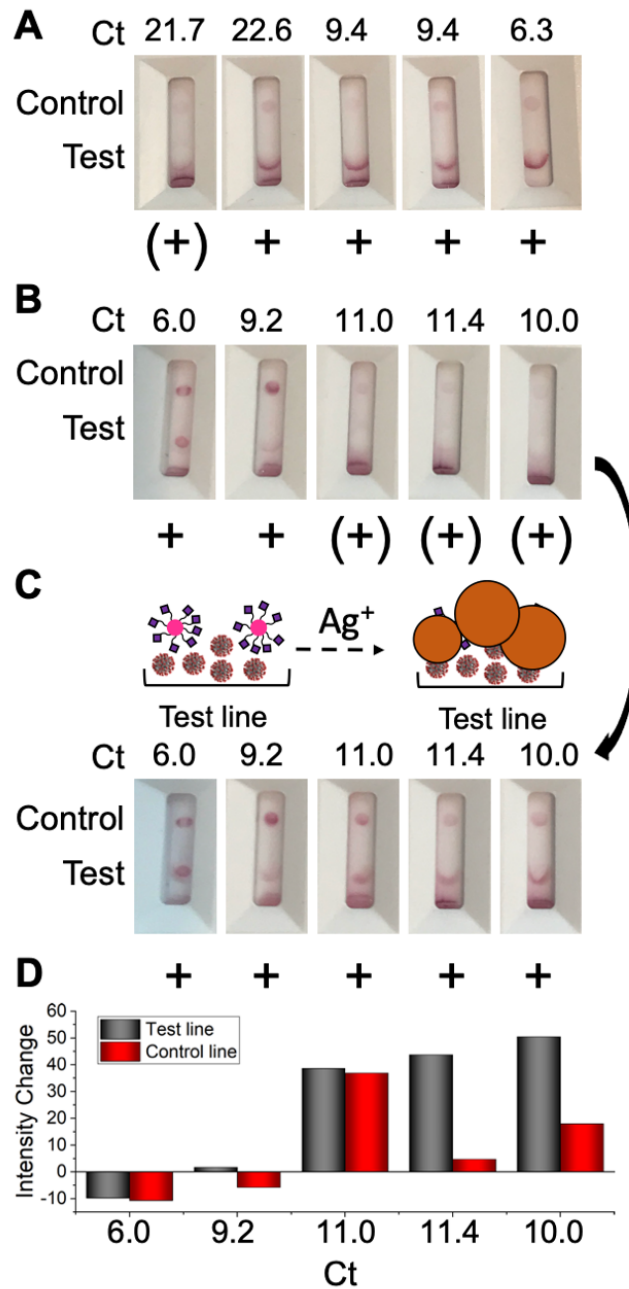 A
Ct 21.7 22.6 9.4 9.4 6.3
Control
Test
(+) + + + +
B
Ct 6.0 9.2 11.0 11.4 10.0
Control
Test
+ + (+) (+) (+)
C
Ag⁺
Test line Test line
Ct 6.0 9.2 11.0 11.4 10.0
Control
Test
+ + + + +
D
60
50
40
30
20
10
0
-10
Intensity Change
Test line
Control line
6.0 9.2 11.0 11.4 10.0
Ct